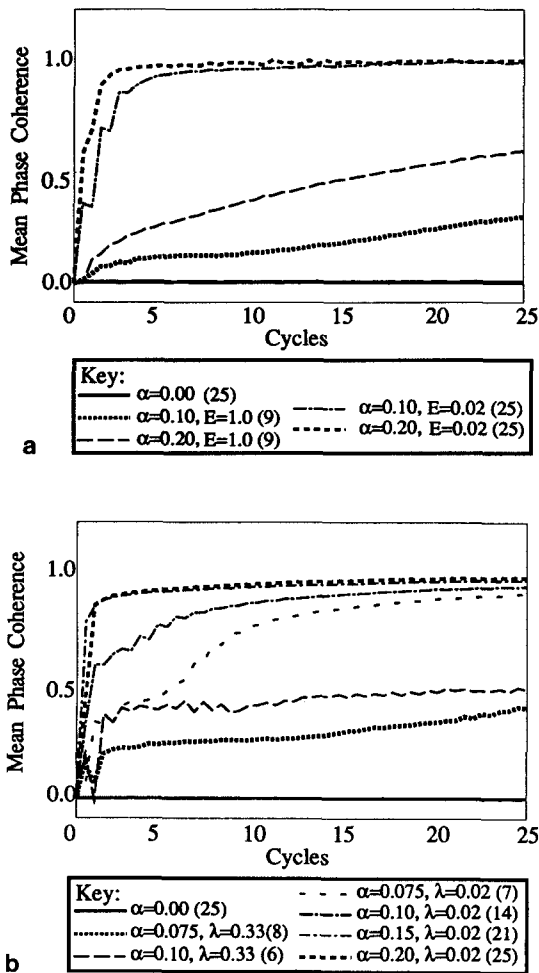 1.0
0.5
0.0
Mean Phase Coherence
0 5 10 15 20 25
Cycles
Key:
α=0.00 (25)
α=0.10, E=1.0 (9)
α=0.20, E=1.0 (9)
α=0.10, E=0.02 (25)
α=0.20, E=0.02 (25)
a
1.0
0.5
0.0
Mean Phase Coherence
0 5 10 15 20 25
Cycles
Key:
α=0.00 (25)
α=0.075, λ=0.33(8)
α=0.10, λ=0.33 (6)
α=0.075, λ=0.02 (7)
α=0.10, λ=0.02 (14)
α=0.15, λ=0.02 (21)
α=0.20, λ=0.02 (25)
b